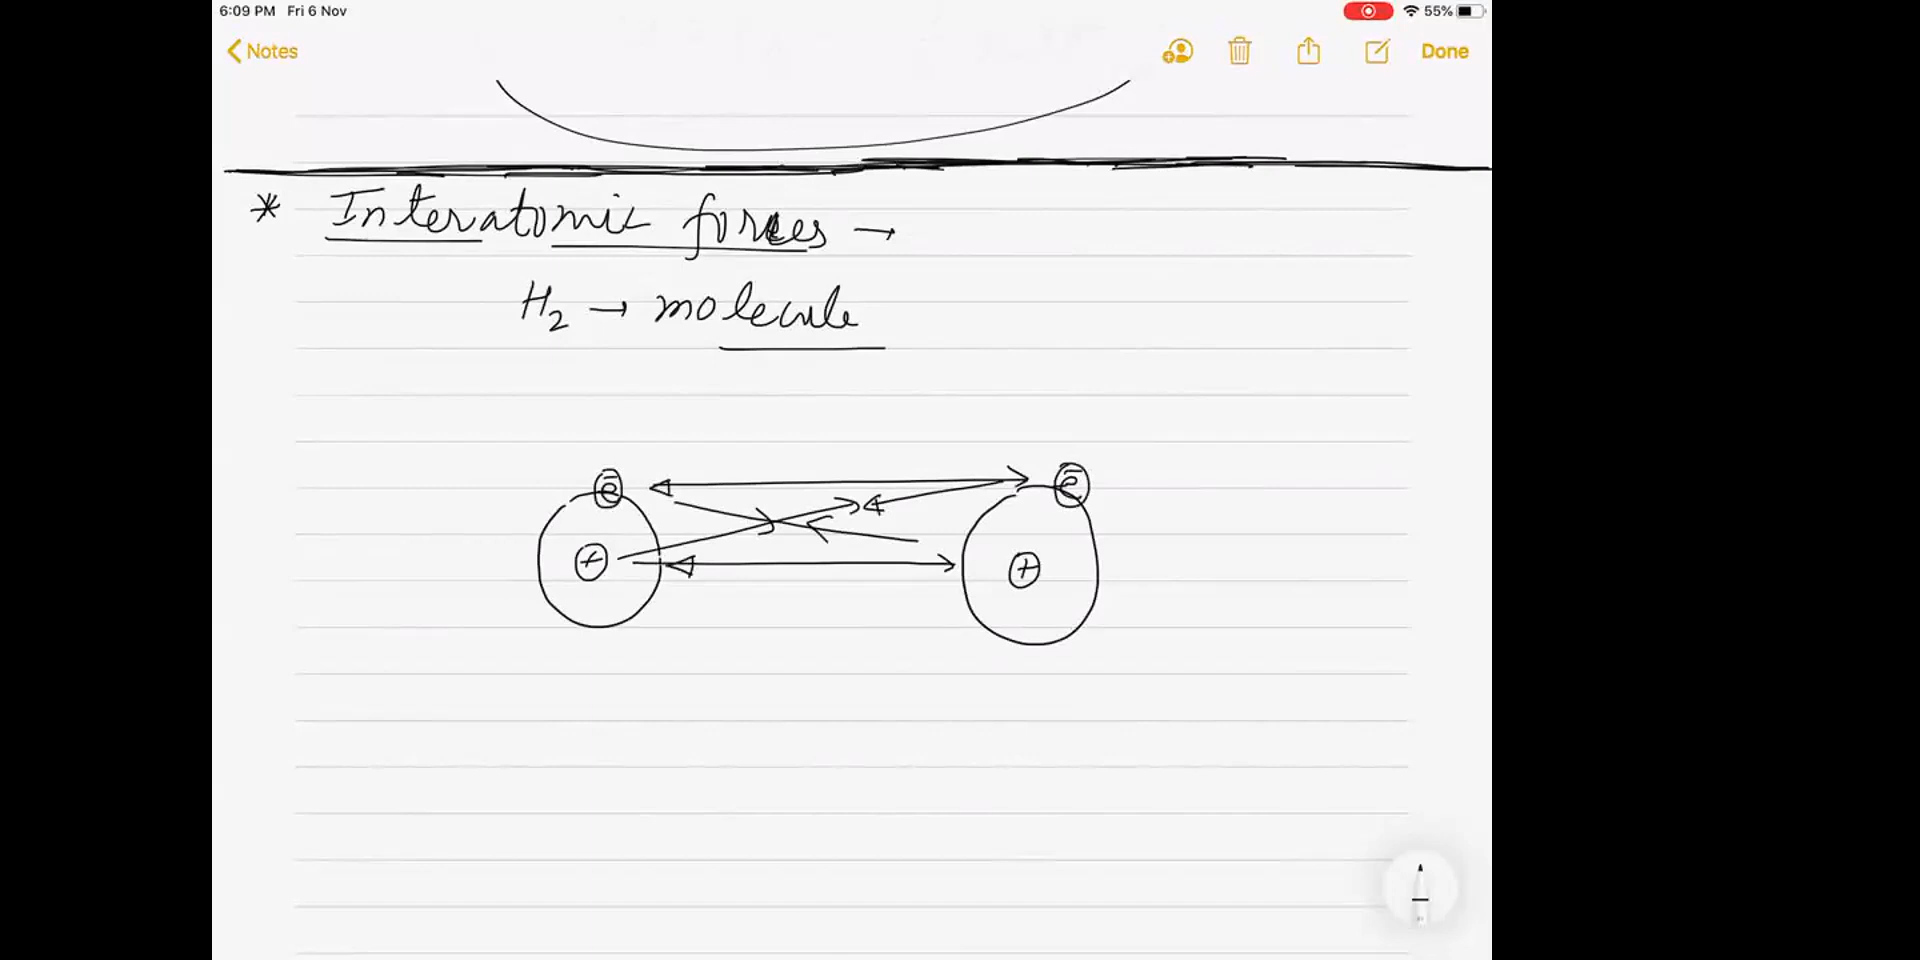 6:09 PM Fri 6 Nov
55%
Notes
Done
* Interatomic forces →
H₂ → molecule
ē ē
+ +